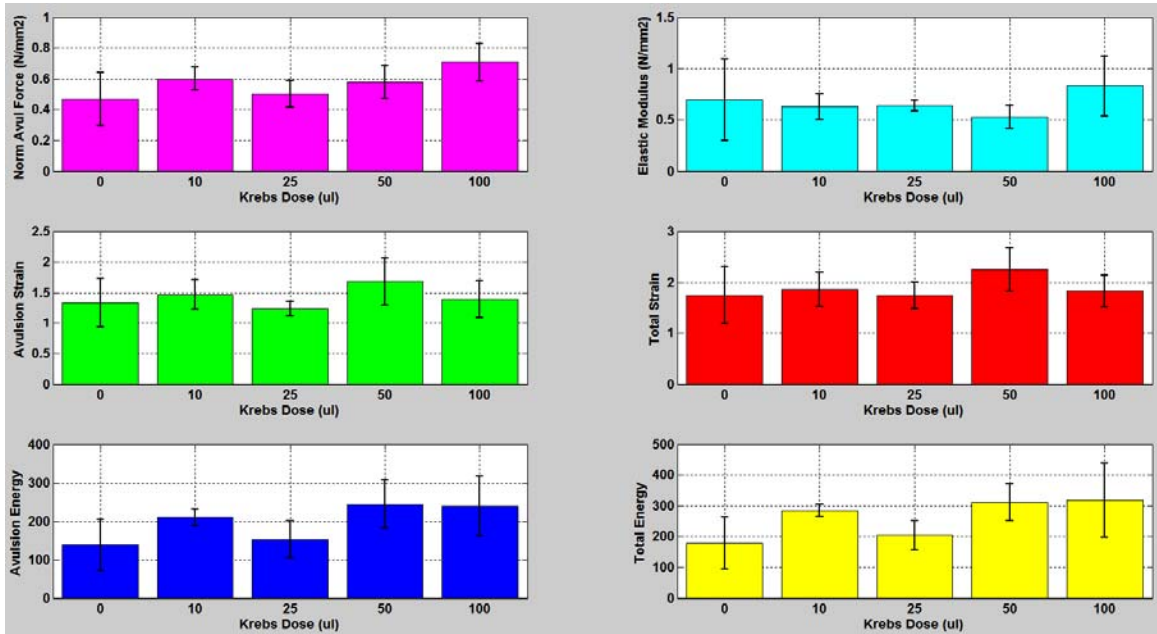 Norm Avul Force (N/mm2)
1
0.8
0.6
0.4
0.2
0
0 10 25 50 100
Krebs Dose (ul)
Elastic Modulus (N/mm2)
1.5
1
0.5
0
0 10 25 50 100
Krebs Dose (ul)
Avulsion Strain
2.5
2
1.5
1
0.5
0
0 10 25 50 100
Krebs Dose (ul)
Total Strain
3
2
1
0
0 10 25 50 100
Krebs Dose (ul)
Avulsion Energy
400
300
200
100
0
0 10 25 50 100
Krebs Dose (ul)
Total Energy
500
400
300
200
100
0
0 10 25 50 100
Krebs Dose (ul)